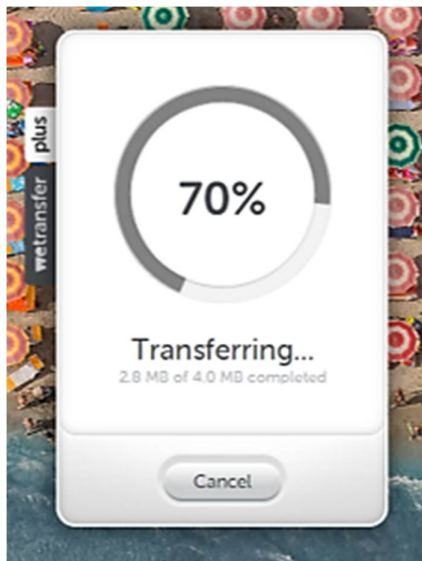 wetransfer plus
70%
Transferring...
2.8 MB of 4.0 MB completed
Cancel